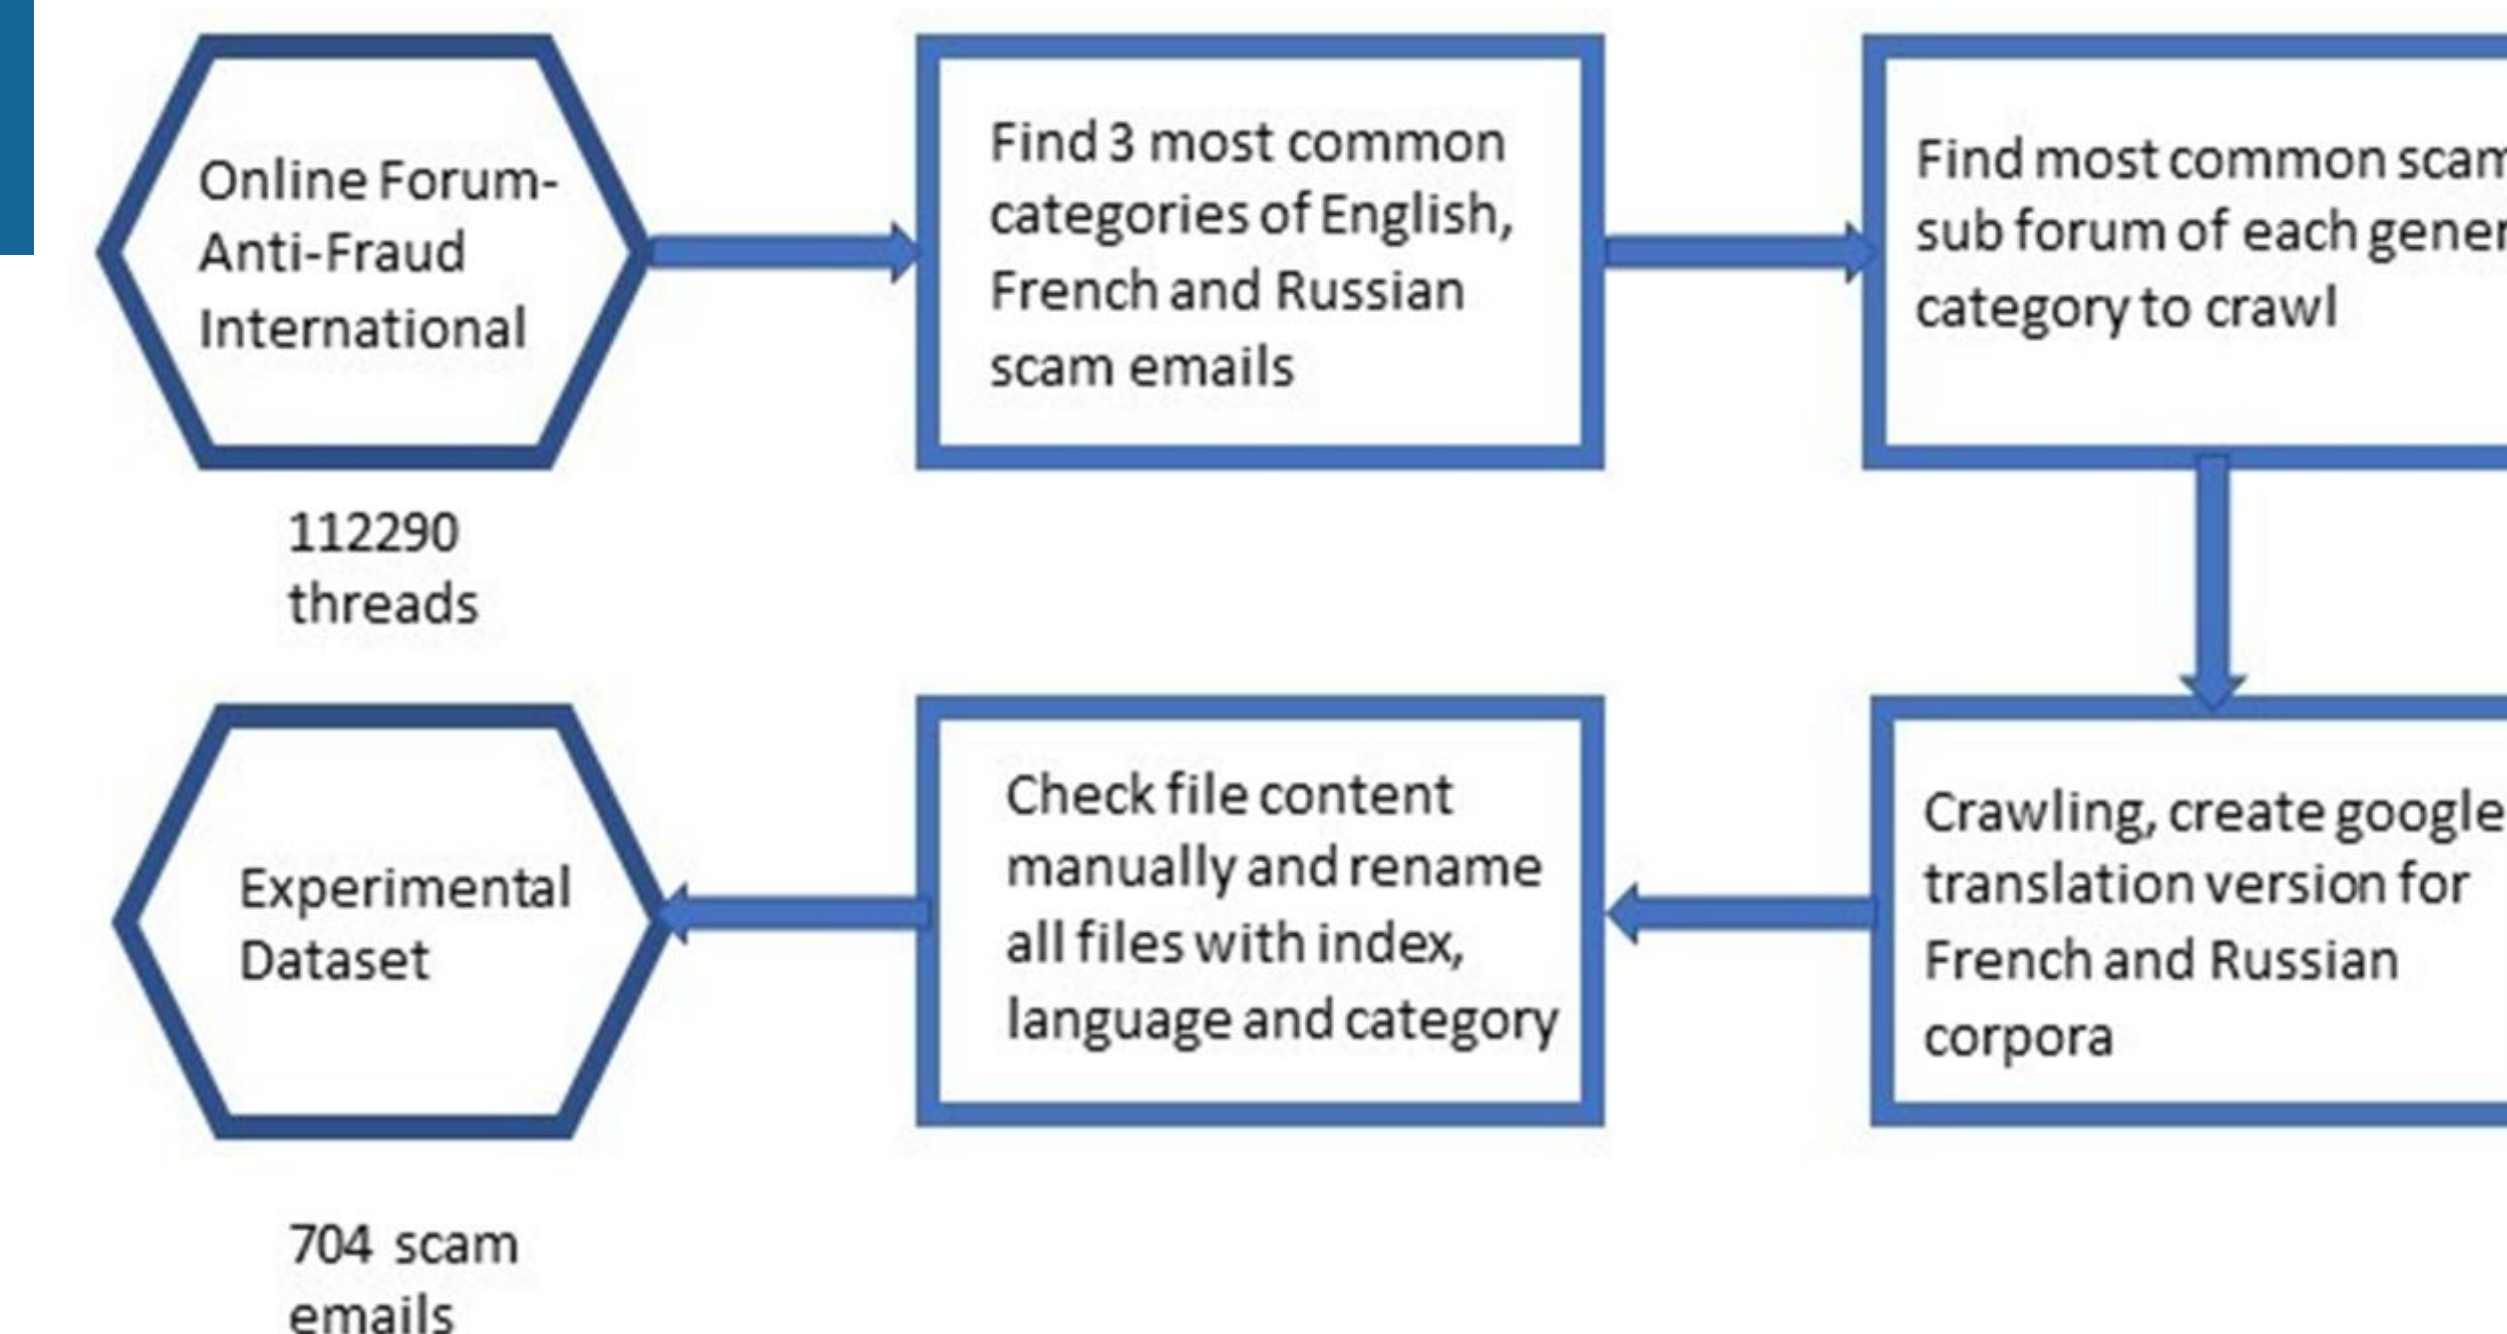 Online Forum-
Anti-Fraud
International
112290
threads
Find 3 most common
categories of English,
French and Russian
scam emails
Find most common scam
sub forum of each gener
category to crawl
Crawling, create google
translation version for
French and Russian
corpora
Check file content
manually and rename
all files with index,
language and category
Experimental
Dataset
704 scam
emails